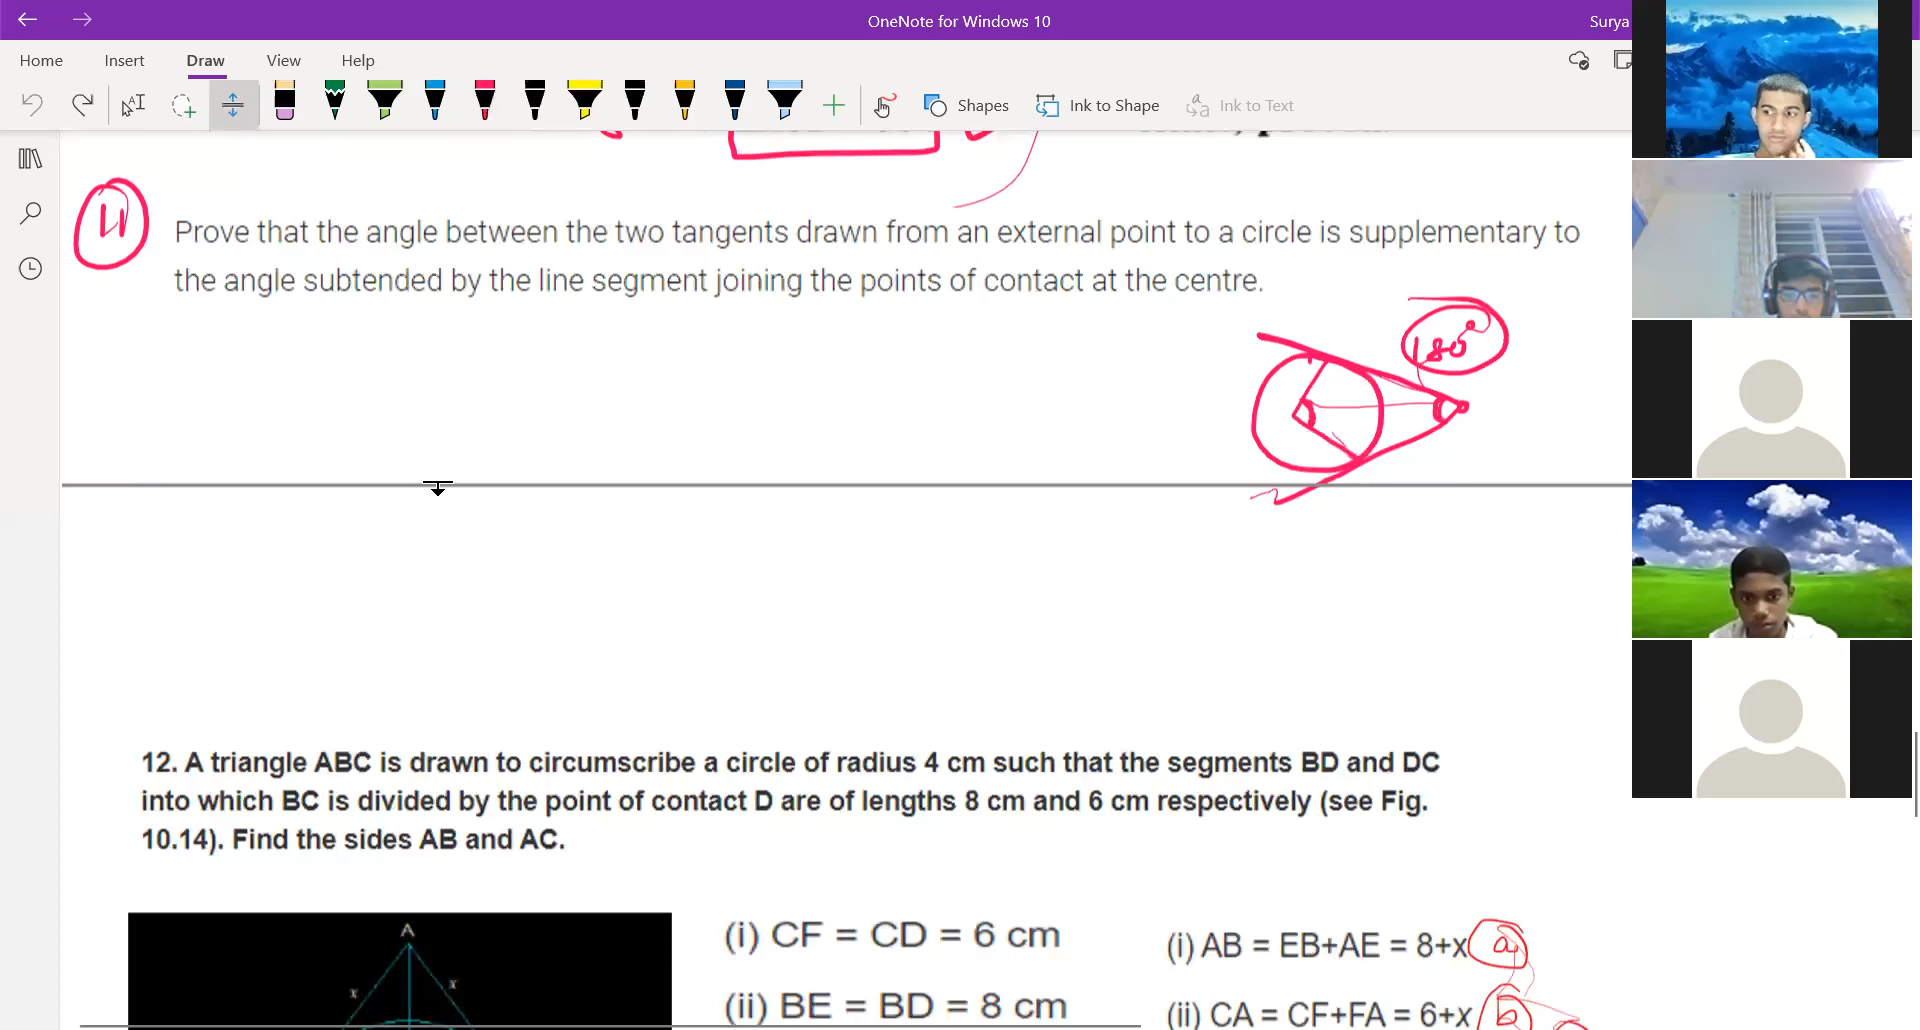 OneNote for Windows 10
Surya
Home Insert Draw View Help
Shapes Ink to Shape Ink to Text
Prove that the angle between the two tangents drawn from an external point to a circle is supplementary to
the angle subtended by the line segment joining the points of contact at the centre.
180°
12. A triangle ABC is drawn to circumscribe a circle of radius 4 cm such that the segments BD and DC
into which BC is divided by the point of contact D are of lengths 8 cm and 6 cm respectively (see Fig.
10.14). Find the sides AB and AC.
A
x x
(i) CF = CD = 6 cm
(ii) BE = BD = 8 cm
(i) AB = EB+AE = 8+x a
(ii) CA = CF+FA = 6+x b